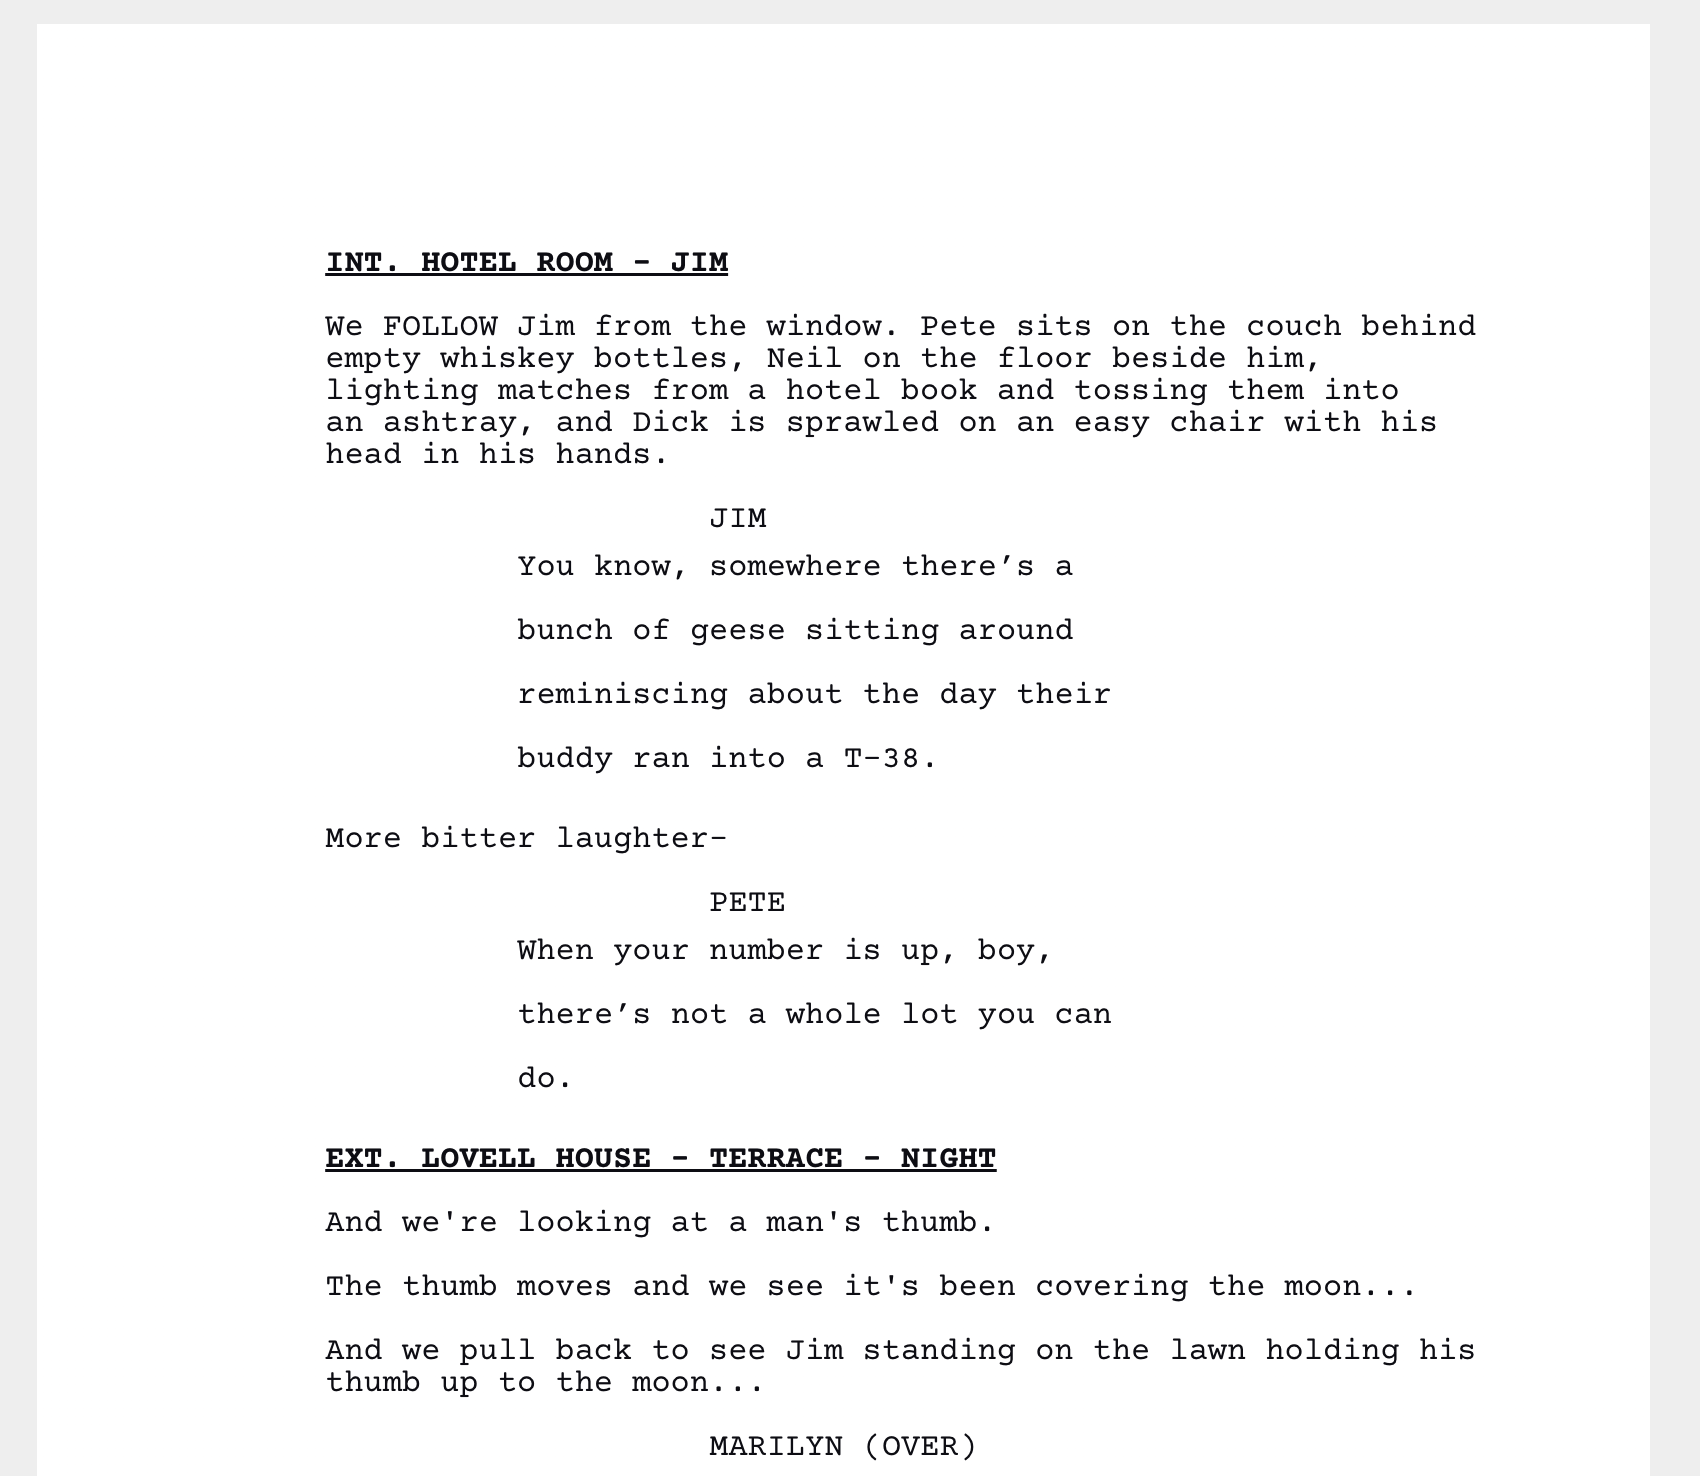 INT. HOTEL ROOM - JIM
We FOLLOW Jim from the window. Pete sits on the couch behind
empty whiskey bottles, Neil on the floor beside him,
lighting matches from a hotel book and tossing them into
an ashtray, and Dick is sprawled on an easy chair with his
head in his hands.
JIM
You know, somewhere there’s a
bunch of geese sitting around
reminiscing about the day their
buddy ran into a T-38.
More bitter laughter-
PETE
When your number is up, boy,
there’s not a whole lot you can
do.
EXT. LOVELL HOUSE - TERRACE - NIGHT
And we're looking at a man's thumb.
The thumb moves and we see it's been covering the moon...
And we pull back to see Jim standing on the lawn holding his
thumb up to the moon...
MARILYN (OVER)